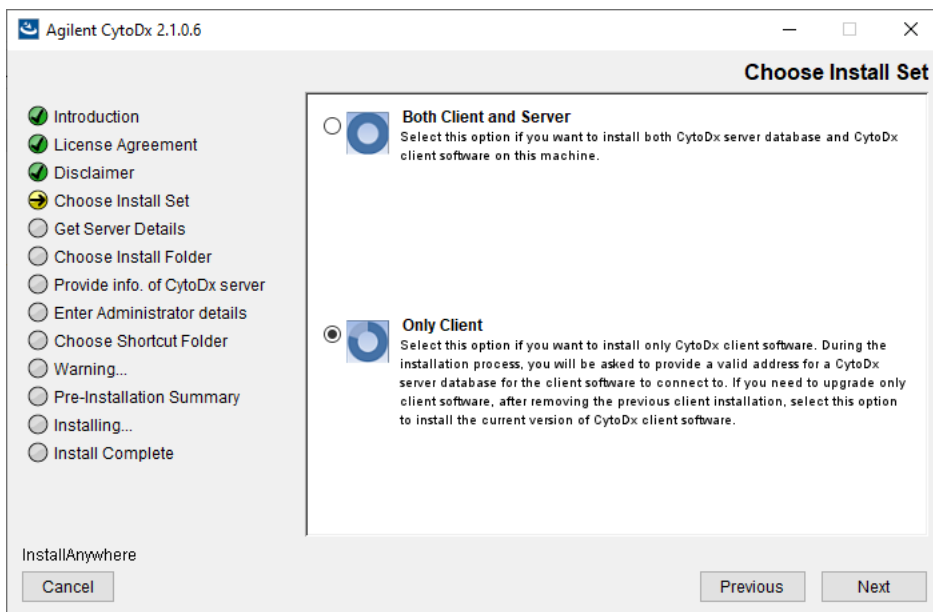 Agilent CytoDx 2.1.0.6
Choose Install Set
Introduction
License Agreement
Disclaimer
Choose Install Set
Get Server Details
Choose Install Folder
Provide info. of CytoDx server
Enter Administrator details
Choose Shortcut Folder
Warning...
Pre-Installation Summary
Installing...
Install Complete
Both Client and Server
Select this option if you want to install both CytoDx server database and CytoDx
client software on this machine.
Only Client
Select this option if you want to install only CytoDx client software. During the
installation process, you will be asked to provide a valid address for a CytoDx
server database for the client software to connect to. If you need to upgrade only
client software, after removing the previous client installation, select this option
to install the current version of CytoDx client software.
InstallAnywhere
Cancel
Previous
Next